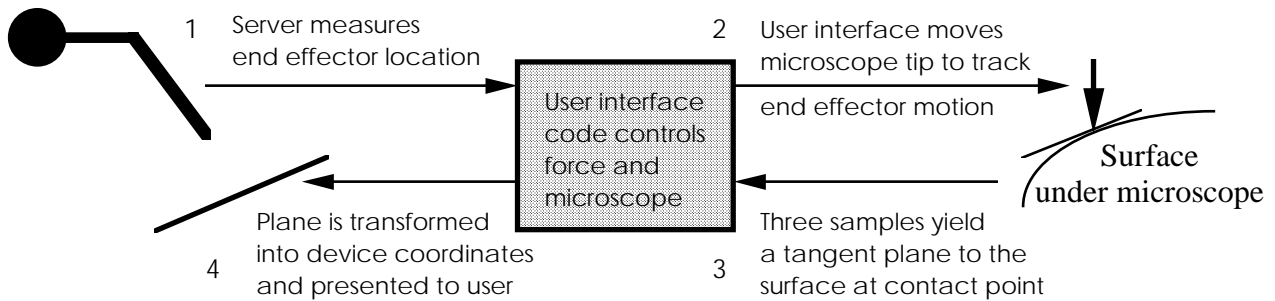 1
Server measures
end effector location
2
User interface moves
microscope tip to track
end effector motion
User interface
code controls
force and
microscope
Surface
under microscope
3
Three samples yield
a tangent plane to the
surface at contact point
4
Plane is transformed
into device coordinates
and presented to user